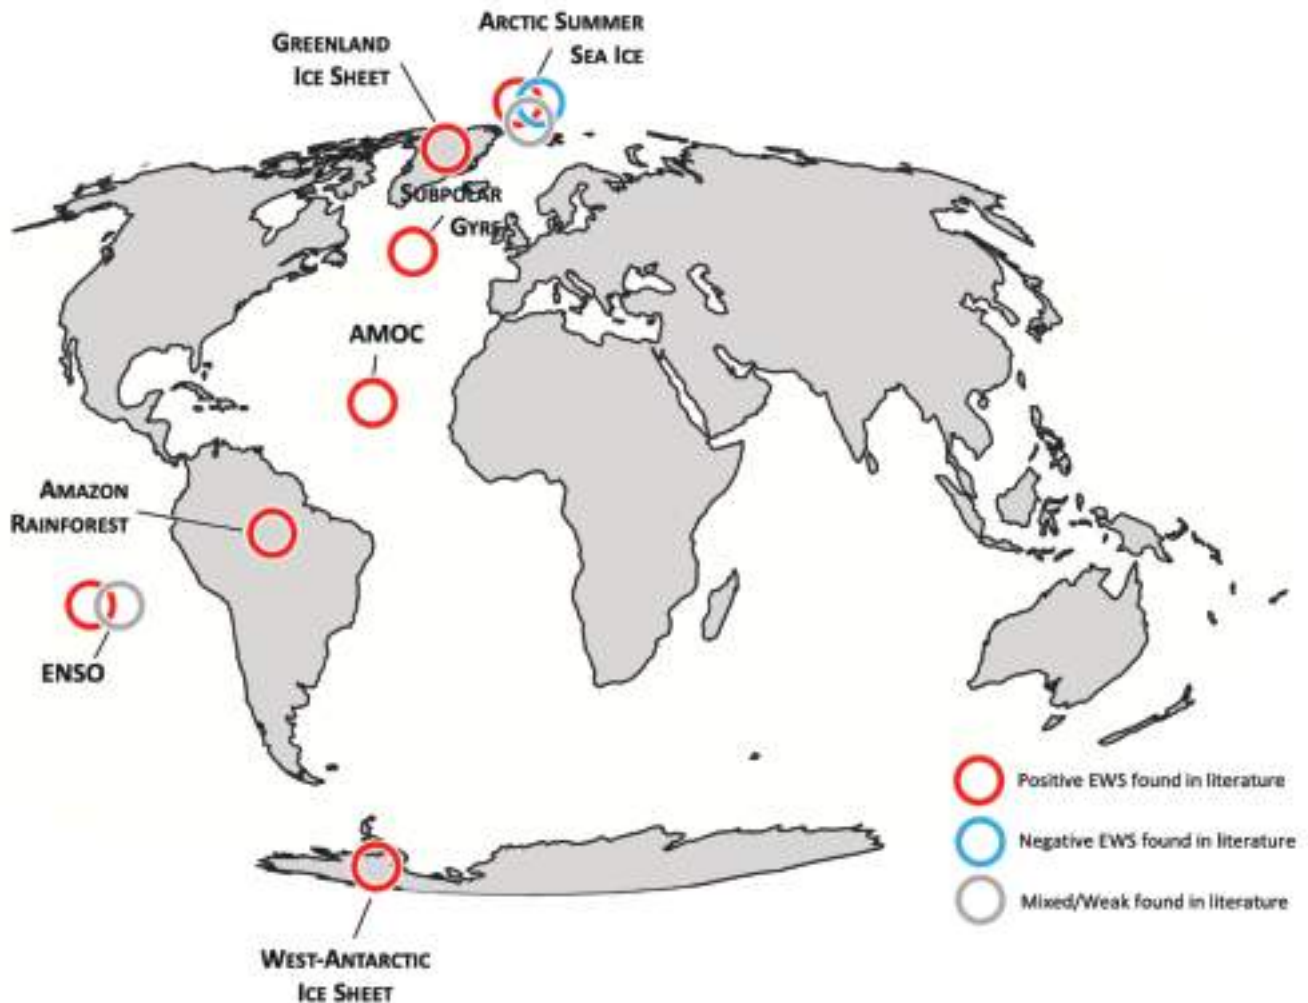 ARCTIC SUMMER
SEA ICE
GREENLAND
ICE SHEET
SUBPOLAR
GYRE
AMOC
AMAZON
RAINFOREST
ENSO
Positive EWS found in literature
Negative EWS found in literature
Mixed/Weak found in literature
WEST-ANTARCTIC
ICE SHEET